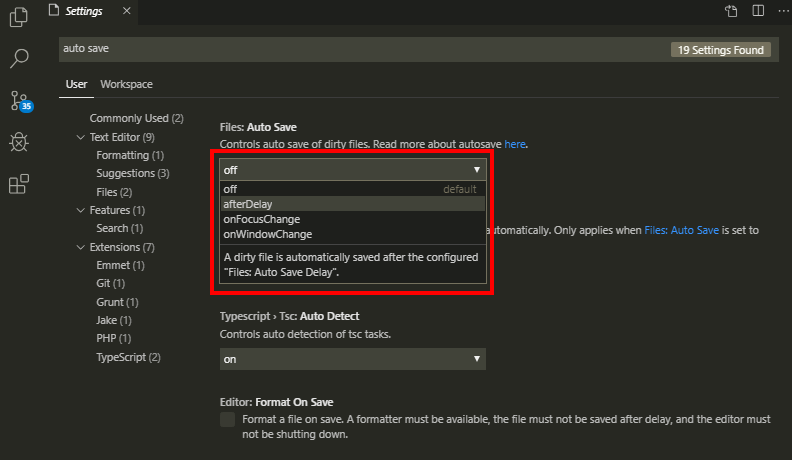 Settings
auto save
19 Settings Found
User Workspace
35
Commonly Used (2)
Text Editor (9)
Formatting (1)
Suggestions (3)
Files (2)
Features (1)
Search (1)
Extensions (7)
Emmet (1)
Git (1)
Grunt (1)
Jake (1)
PHP (1)
TypeScript (2)
Files: Auto Save
Controls auto save of dirty files. Read more about autosave here.
off
off default
afterDelay
onFocusChange
onWindowChange
A dirty file is automatically saved after the configured
"Files: Auto Save Delay".
automatically. Only applies when Files: Auto Save is set to
Typescript › Tsc: Auto Detect
Controls auto detection of tsc tasks.
on
Editor: Format On Save
Format a file on save. A formatter must be available, the file must not be saved after delay, and the editor must
not be shutting down.